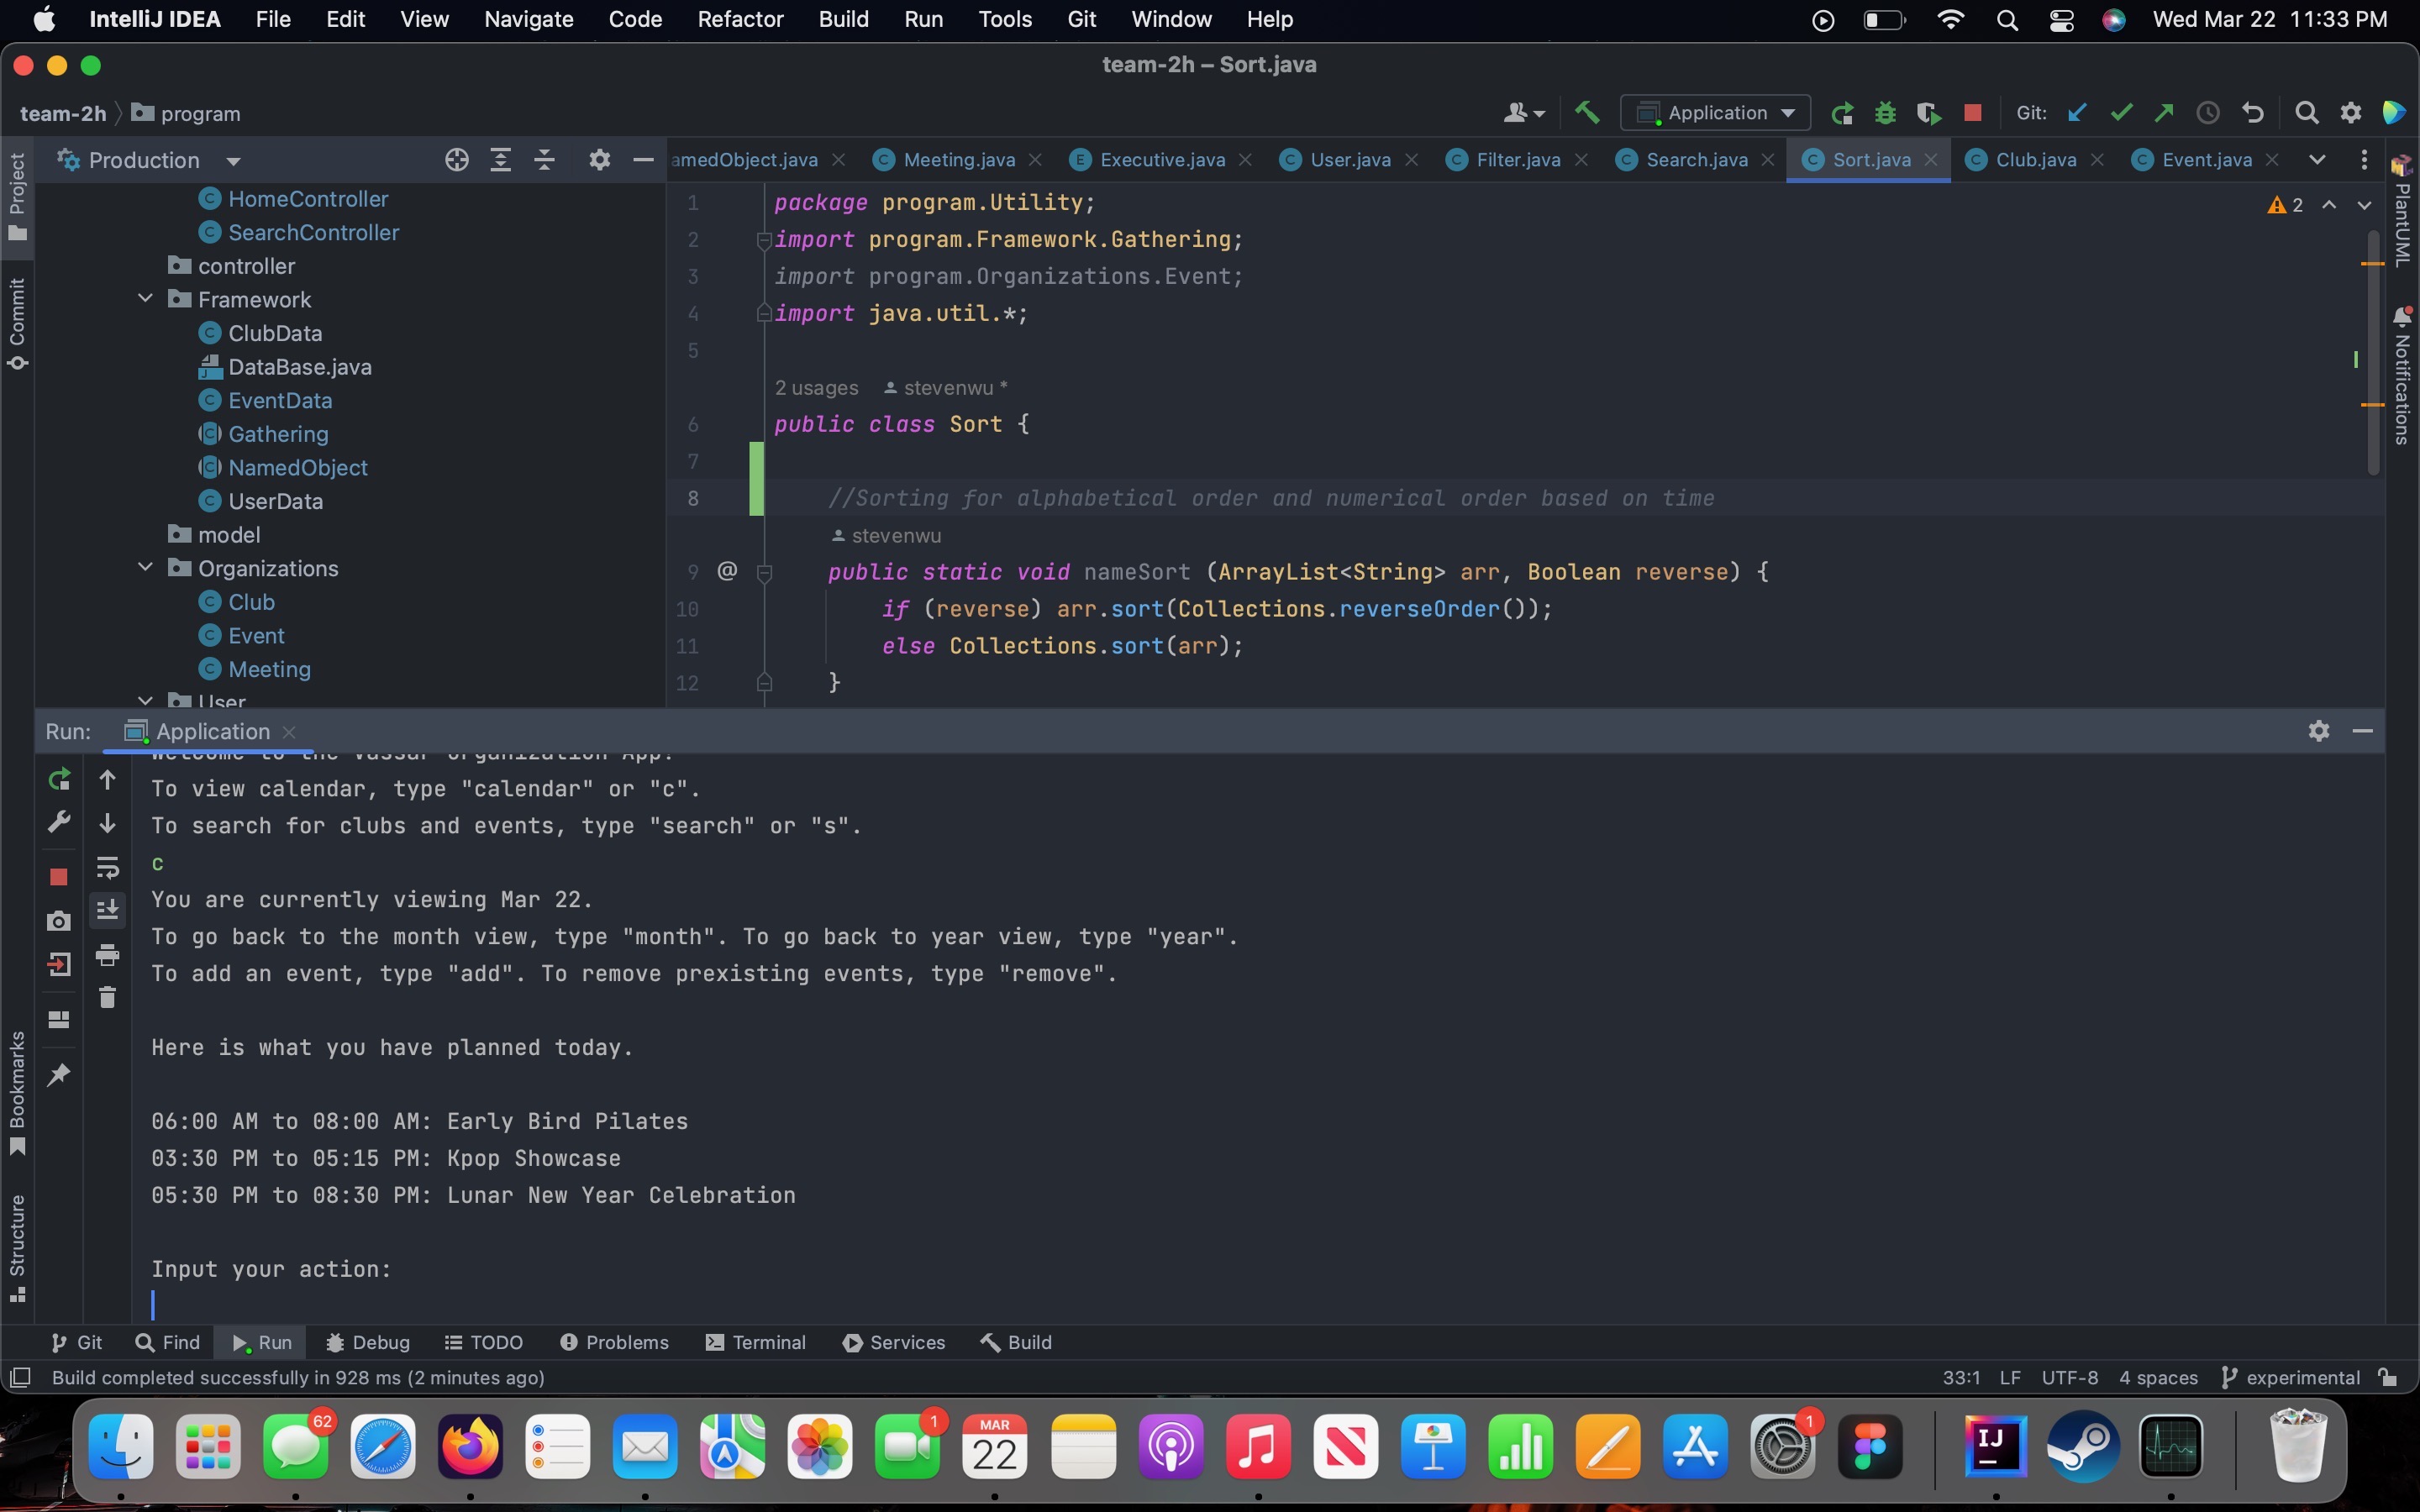 IntelliJ IDEA File Edit View Navigate Code Refactor Build Run Tools Git Window Help Wed Mar 22 11:33 PM
team-2h – Sort.java
team-2h program Application Git:
Project
Commit
Bookmarks
Structure
Production
HomeController
SearchController
controller
Framework
ClubData
DataBase.java
EventData
Gathering
NamedObject
UserData
model
Organizations
Club
Event
Meeting
User
amedObject.java Meeting.java Executive.java User.java Filter.java Search.java Sort.java Club.java Event.java
2
1 package program.Utility;
2 import program.Framework.Gathering;
3 import program.Organizations.Event;
4 import java.util.*;
5
2 usages stevenwu *
6 public class Sort {
7
8 //Sorting for alphabetical order and numerical order based on time
stevenwu
9 @ public static void nameSort (ArrayList<String> arr, Boolean reverse) {
10 if (reverse) arr.sort(Collections.reverseOrder());
11 else Collections.sort(arr);
12 }
PlantUML
Notifications
Run: Application
Welcome to the Vassar Organization App!
To view calendar, type "calendar" or "c".
To search for clubs and events, type "search" or "s".
c
You are currently viewing Mar 22.
To go back to the month view, type "month". To go back to year view, type "year".
To add an event, type "add". To remove prexisting events, type "remove".
Here is what you have planned today.
06:00 AM to 08:00 AM: Early Bird Pilates
03:30 PM to 05:15 PM: Kpop Showcase
05:30 PM to 08:30 PM: Lunar New Year Celebration
Input your action:
Git Find Run Debug TODO Problems Terminal Services Build
Build completed successfully in 928 ms (2 minutes ago) 33:1 LF UTF-8 4 spaces experimental
62 1 MAR 22 1 IJ